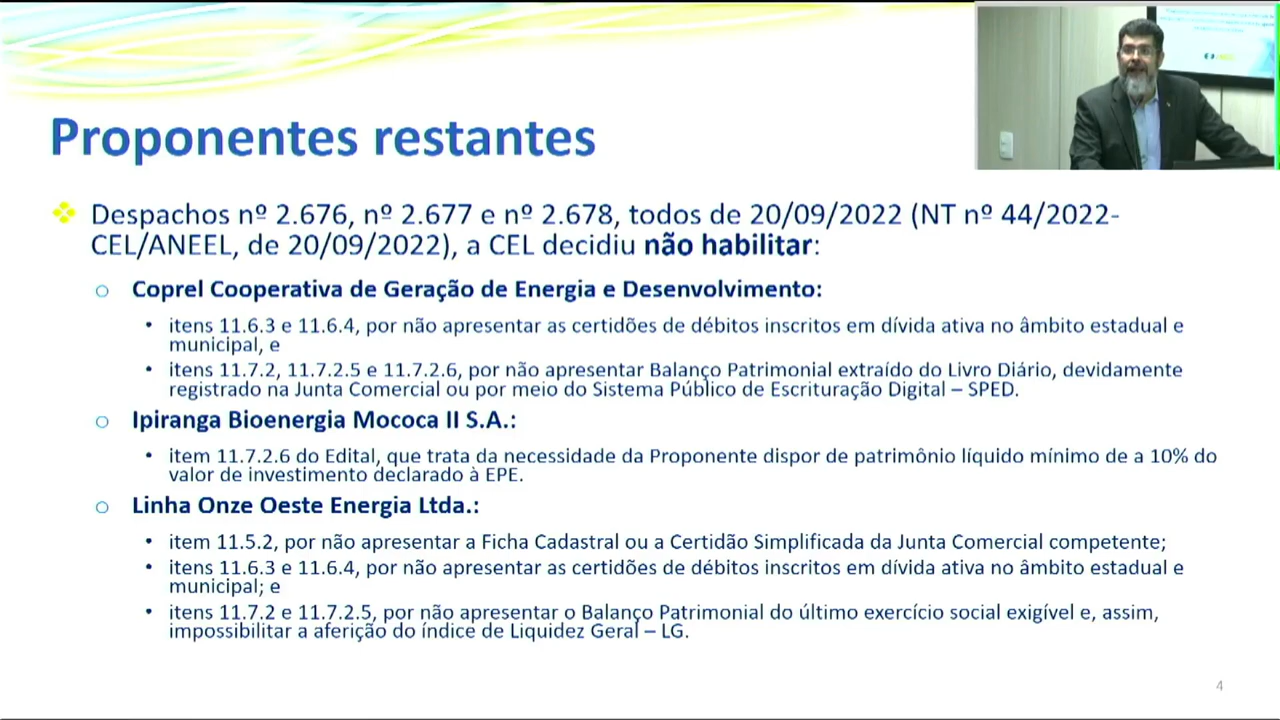 Proponentes restantes
Despachos nº 2.676, nº 2.677 e nº 2.678, todos de 20/09/2022 (NT nº 44/2022-
CEL/ANEEL, de 20/09/2022), a CEL decidiu não habilitar:
Coprel Cooperativa de Geração de Energia e Desenvolvimento:
itens 11.6.3 e 11.6.4, por não apresentar as certidões de débitos inscritos em dívida ativa no âmbito estadual e
municipal, e
itens 11.7.2, 11.7.2.5 e 11.7.2.6, por não apresentar Balanço Patrimonial extraído do Livro Diário, devidamente
registrado na Junta Comercial ou por meio do Sistema Público de Escrituração Digital – SPED.
Ipiranga Bioenergia Mococa II S.A.:
item 11.7.2.6 do Edital, que trata da necessidade da Proponente dispor de patrimônio líquido mínimo de a 10% do
valor de investimento declarado à EPE.
Linha Onze Oeste Energia Ltda.:
item 11.5.2, por não apresentar a Ficha Cadastral ou a Certidão Simplificada da Junta Comercial competente;
itens 11.6.3 e 11.6.4, por não apresentar as certidões de débitos inscritos em dívida ativa no âmbito estadual e
municipal; e
itens 11.7.2 e 11.7.2.5, por não apresentar o Balanço Patrimonial do último exercício social exigível e, assim,
impossibilitar a aferição do índice de Liquidez Geral – LG.
4